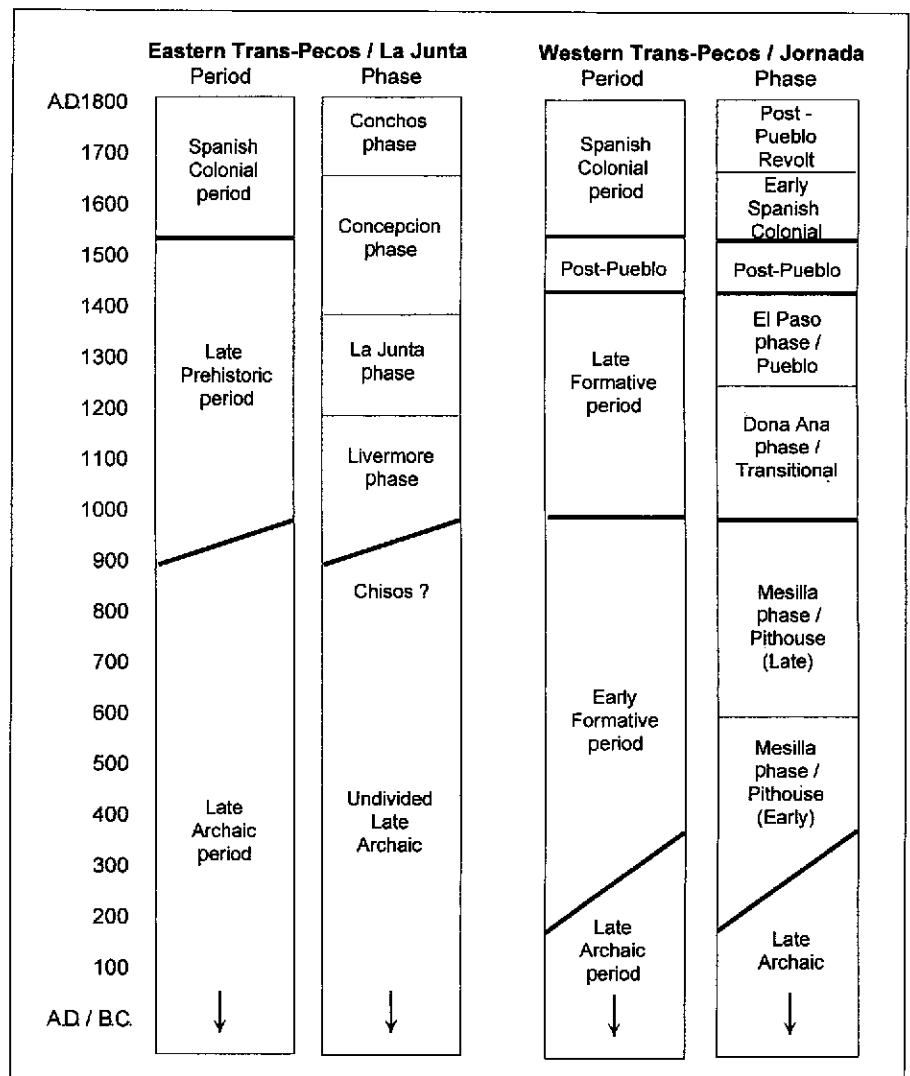 Eastern Trans-Pecos / La Junta
Period
Phase
Western Trans-Pecos / Jornada
Period
Phase
A.D.1800
1700
1600
1500
1400
1300
1200
1100
1000
900
800
700
600
500
400
300
200
100
A.D. / B.C.
Spanish
Colonial
period
Late
Prehistoric
period
Late
Archaic
period
Conchos
phase
Concepcion
phase
La Junta
phase
Livermore
phase
Chisos ?
Undivided
Late
Archaic
Spanish
Colonial
period
Post-Pueblo
Late
Formative
period
Early
Formative
period
Late
Archaic
period
Post -
Pueblo
Revolt
Early
Spanish
Colonial
Post-Pueblo
El Paso
phase /
Pueblo
Dona Ana
phase /
Transitional
Mesilla
phase /
Pithouse
(Late)
Mesilla
phase /
Pithouse
(Early)
Late
Archaic